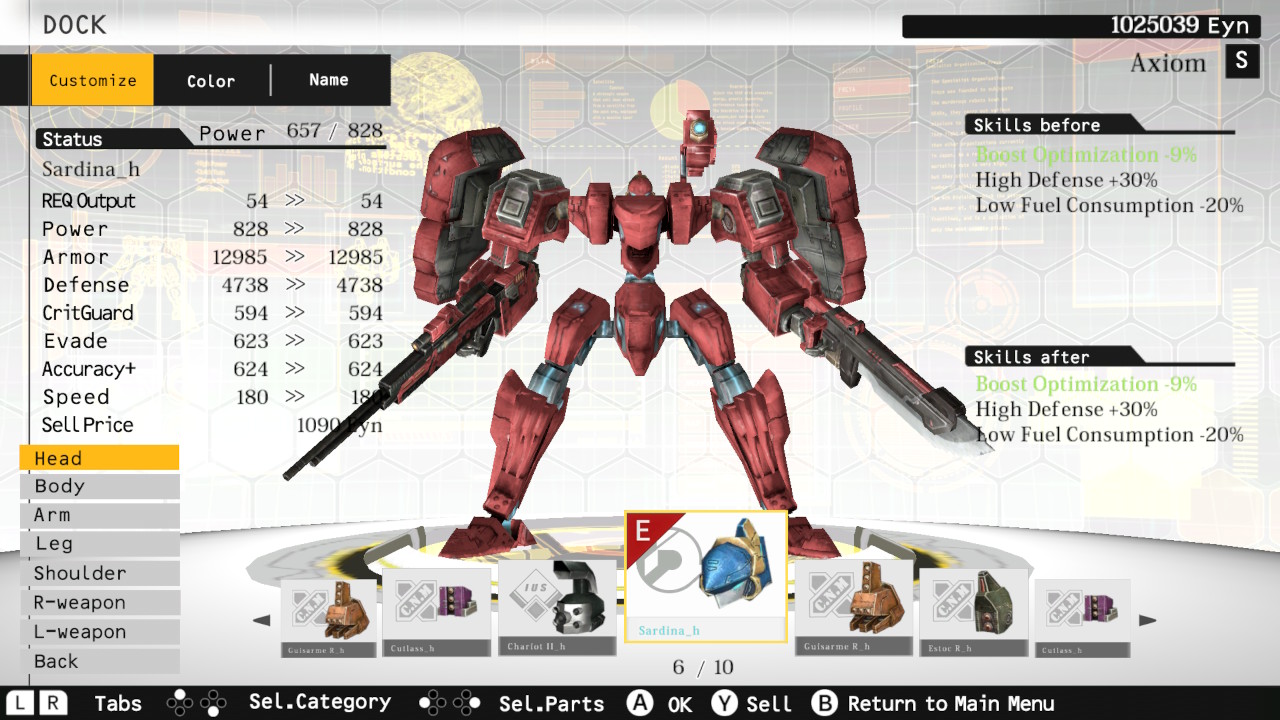 DOCK
1025039 Eyn
Customize Color Name
Axiom S
Status Power 657 / 828
Sardina_h
REQ Output 54 >> 54
Power 828 >> 828
Armor 12985 >> 12985
Defense 4738 >> 4738
CritGuard 594 >> 594
Evade 623 >> 623
Accuracy+ 624 >> 624
Speed 180 >> 180
Sell Price 1090 Eyn
Skills before
Boost Optimization -9%
High Defense +30%
Low Fuel Consumption -20%
Skills after
Boost Optimization -9%
High Defense +30%
Low Fuel Consumption -20%
Head
Body
Arm
Leg
Shoulder
R-weapon
L-weapon
Back
C.N.M
Guisarme R_h
C.N.M
Cutlass_h
IUS
Chariot II_h
E
Sardina_h
C.N.M
Guisarme R_h
C.N.M
Estoc R_h
C.N.M
Cutlass_h
6 / 10
L R Tabs Sel.Category Sel.Parts A OK Y Sell B Return to Main Menu